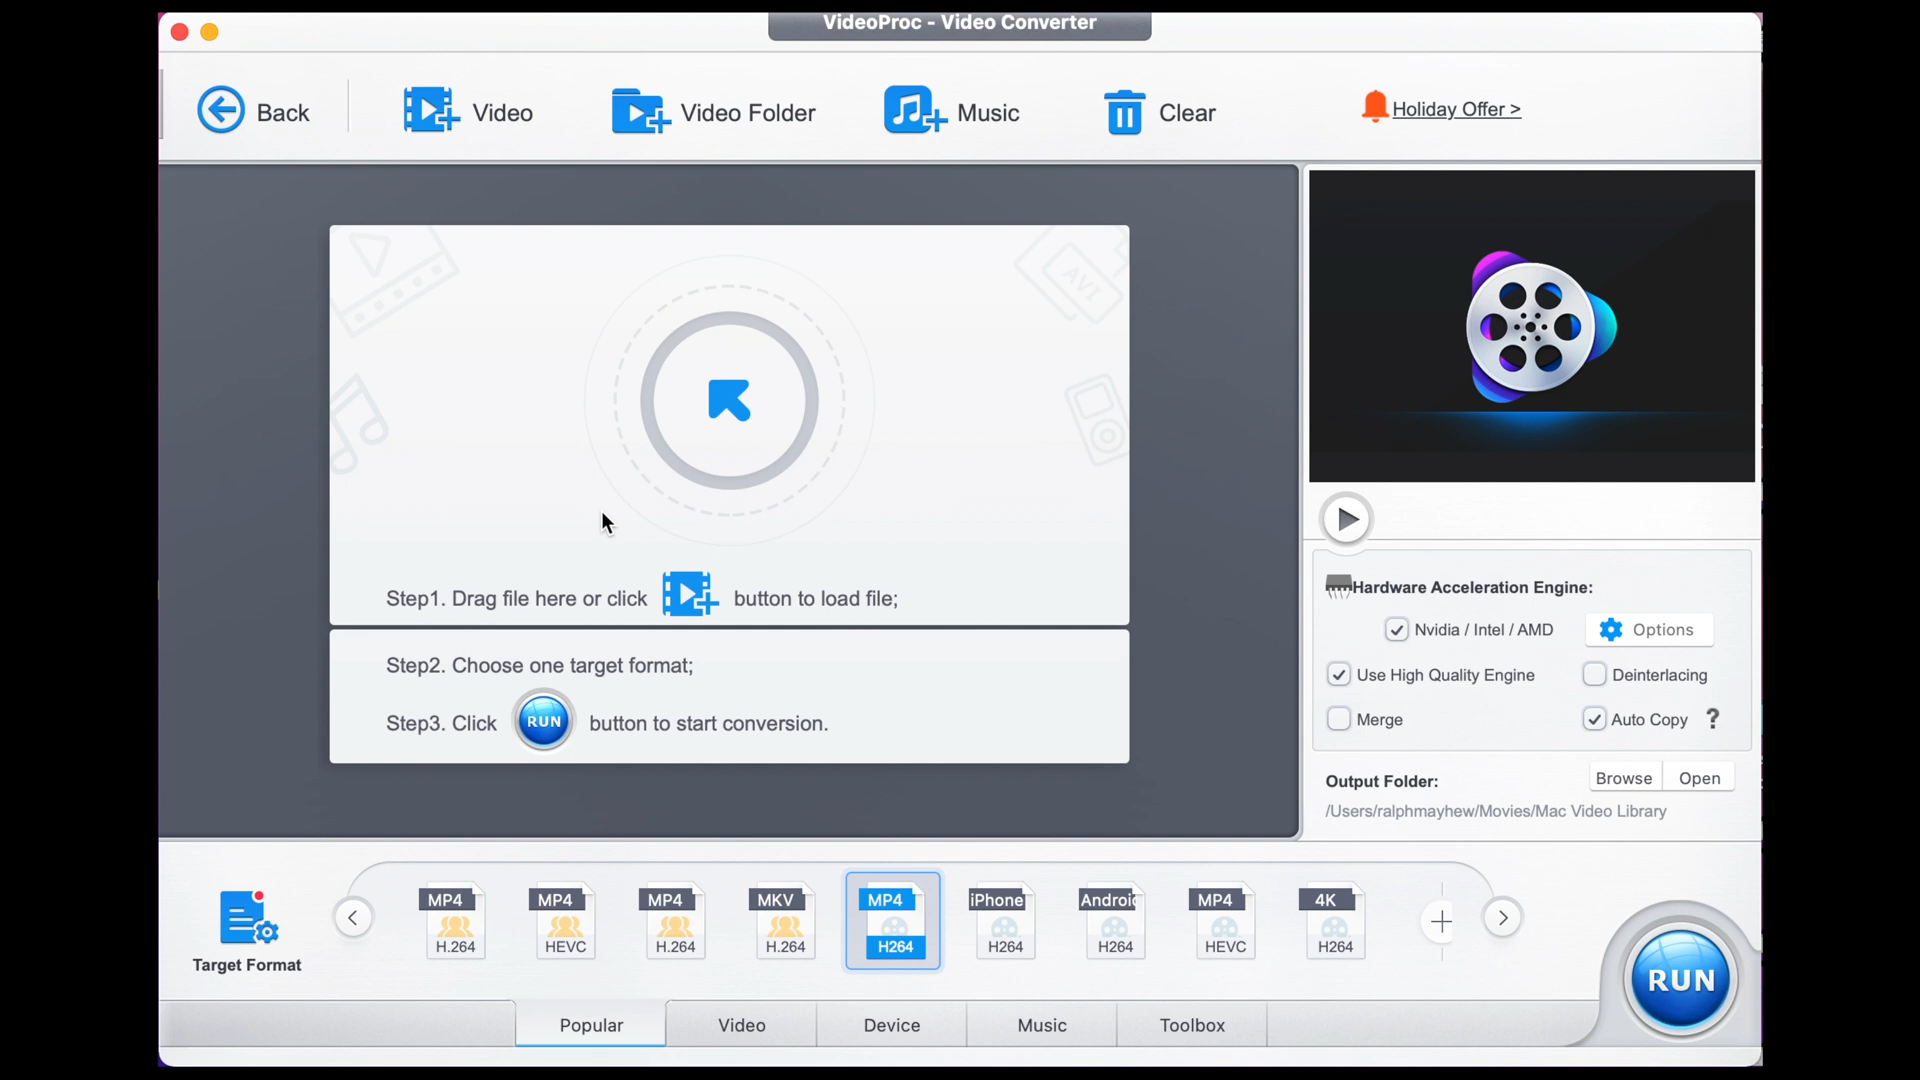 VideoProc - Video Converter
Back
Video
Video Folder
Music
Clear
Holiday Offer >
AVI
Step1. Drag file here or click button to load file;
Step2. Choose one target format;
Step3. Click RUN button to start conversion.
Hardware Acceleration Engine:
Nvidia / Intel / AMD
Options
Use High Quality Engine
Deinterlacing
Merge
Auto Copy ?
Output Folder:
Browse
Open
/Users/ralphmayhew/Movies/Mac Video Library
Target Format
MP4
H.264
MP4
HEVC
MP4
H.264
MKV
H.264
MP4
H264
iPhone
H264
Android
H264
MP4
HEVC
4K
H264
RUN
Popular
Video
Device
Music
Toolbox